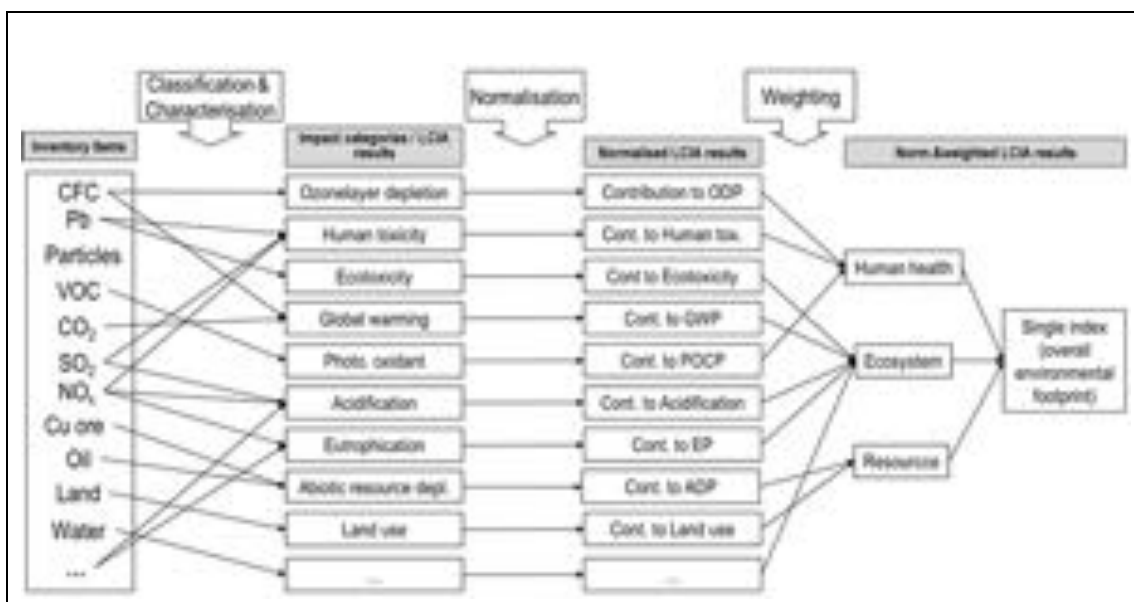 Classification &
Characterisation
Normalisation
Weighting
Inventory items
Impact categories / LCIA
results
Normalised LCIA results
Norm.&weighted LCIA results
CFC
Pb
Particles
VOC
CO₂
SO₂
NOₓ
Cu ore
Oil
Land
Water
...
Ozonelayer depletion
Human toxicity
Ecotoxicity
Global warming
Photo. oxidant
Acidification
Eutrophication
Abiotic resource depl.
Land use
...
Contribution to ODP
Cont. to Human tox.
Cont to Ecotoxicity
Cont. to GWP
Cont. to POCP
Cont. to Acidification
Cont. to EP
Cont. to ADP
Cont. to Land use
...
Human health
Ecosystem
Resources
Single index
(overall
environmental
footprint)